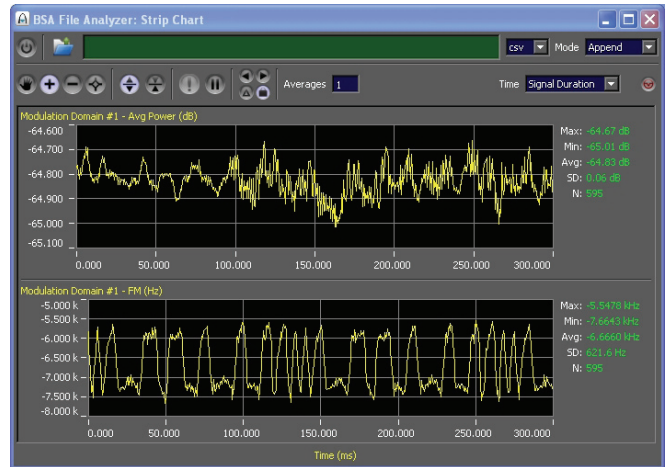 BSA File Analyzer: Strip Chart
csv Mode Append
Averages 1 Time Signal Duration
Modulation Domain #1 - Avg Power (dB)
-64.600
-64.700
-64.800
-64.900
-65.000
-65.100
0.000 50.000 100.000 150.000 200.000 250.000 300.000
Max: -64.67 dB
Min: -65.01 dB
Avg: -64.83 dB
SD: 0.06 dB
N: 595
Modulation Domain #1 - FM (Hz)
-5.000 k
-5.500 k
-6.000 k
-6.500 k
-7.000 k
-7.500 k
-8.000 k
0.000 50.000 100.000 150.000 200.000 250.000 300.000
Time (ms)
Max: -5.5478 kHz
Min: -7.6643 kHz
Avg: -6.6660 kHz
SD: 621.6 Hz
N: 595